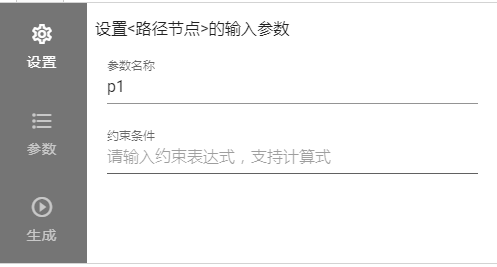 设置
参数
生成
设置<路径节点>的输入参数
参数名称
p1
约束条件
请输入约束表达式，支持计算式